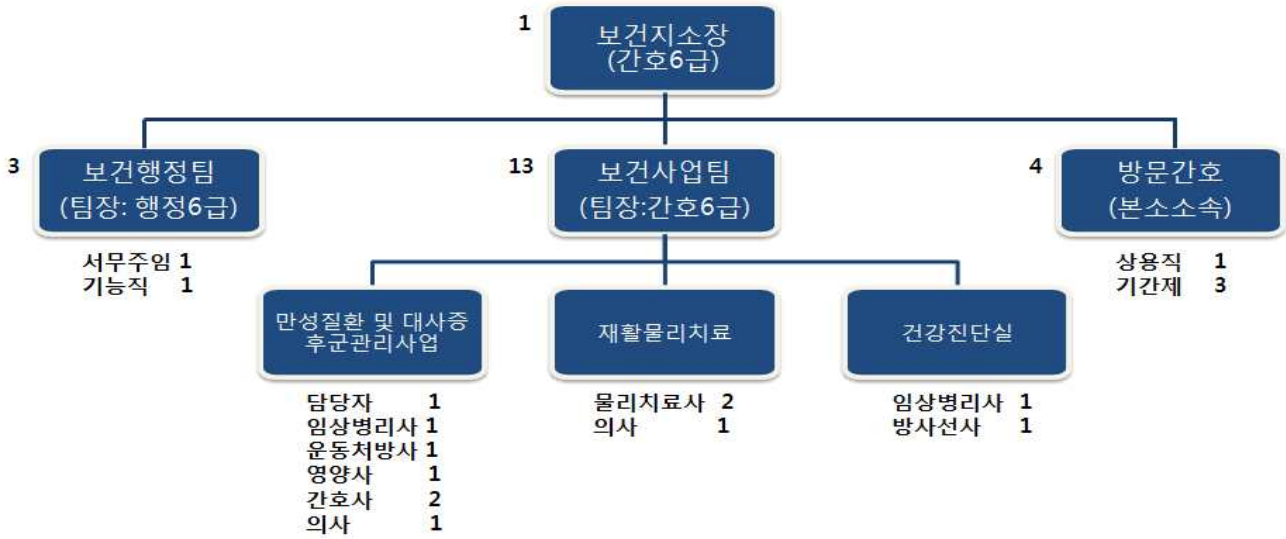 1
보건지소장
(간호6급)
3
보건행정팀
(팀장: 행정6급)
13
보건사업팀
(팀장:간호6급)
4
방문간호
(본소소속)
서무주임 1
기능직 1
상용직 1
기간제 3
만성질환 및 대사증
후군관리사업
재활물리치료
건강진단실
담당자 1
임상병리사 1
운동처방사 1
영양사 1
간호사 2
의사 1
물리치료사 2
의사 1
임상병리사 1
방사선사 1